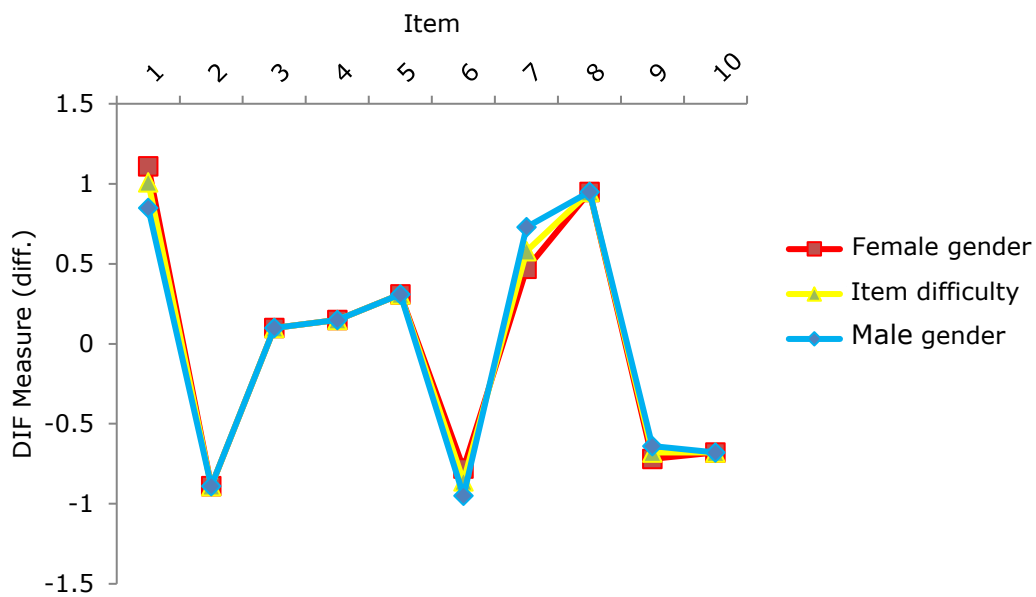 Item
1 2 3 4 5 6 7 8 9 10
1.5
1
0.5
0
-0.5
-1
-1.5
DIF Measure (diff.)
Female gender
Item difficulty
Male gender